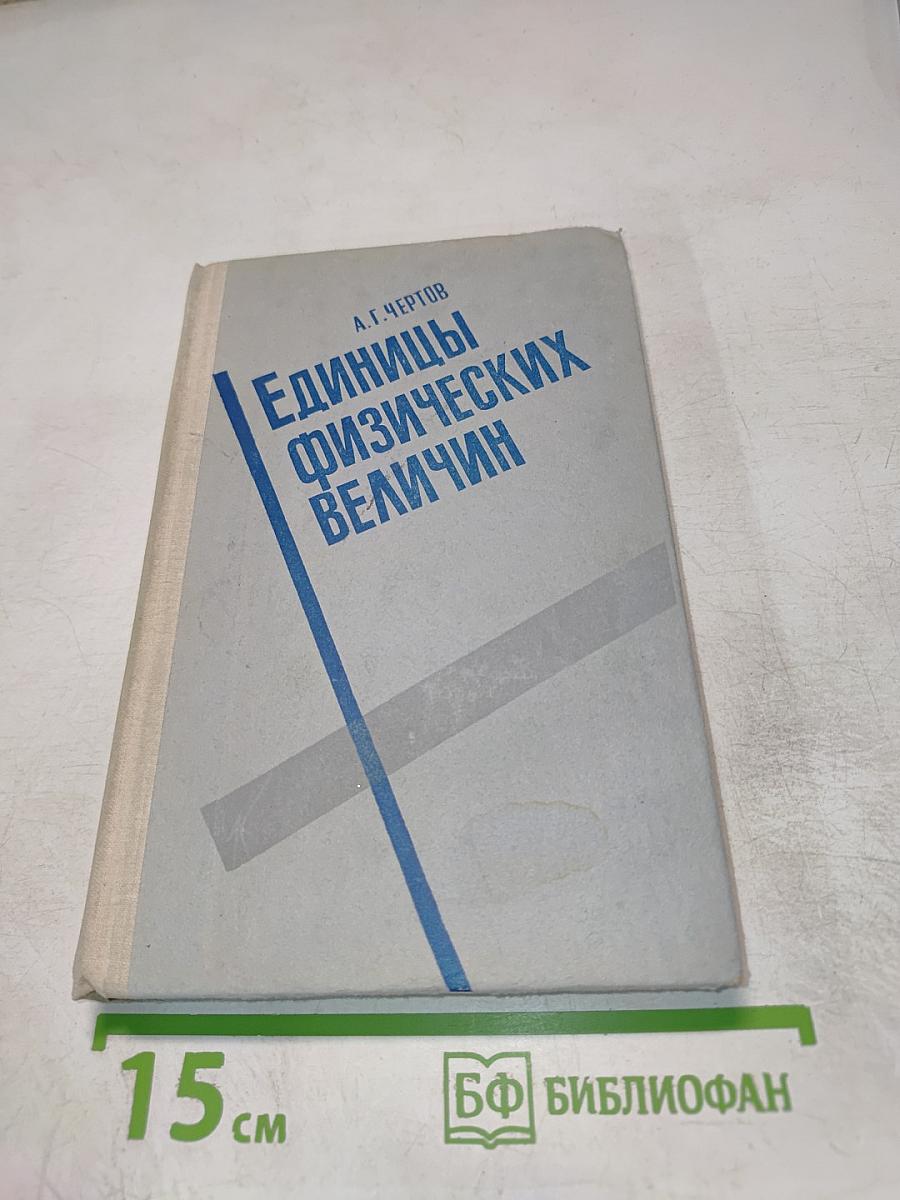 А.Г.ЧЕРТОВ
ЕДИНИЦЫ
ФИЗИЧЕСКИХ
ВЕЛИЧИН
15 см
БФ БИБЛИОФАН